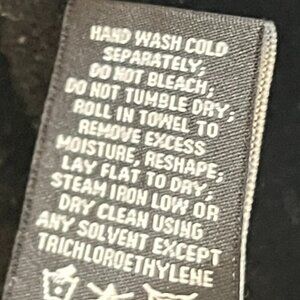 HAND WASH COLD
SEPARATELY;
DO NOT BLEACH;
DO NOT TUMBLE DRY;
ROLL IN TOWEL TO
REMOVE EXCESS
MOISTURE, RESHAPE;
LAY FLAT TO DRY;
STEAM IRON LOW OR
DRY CLEAN USING
ANY SOLVENT EXCEPT
TRICHLOROETHYLENE